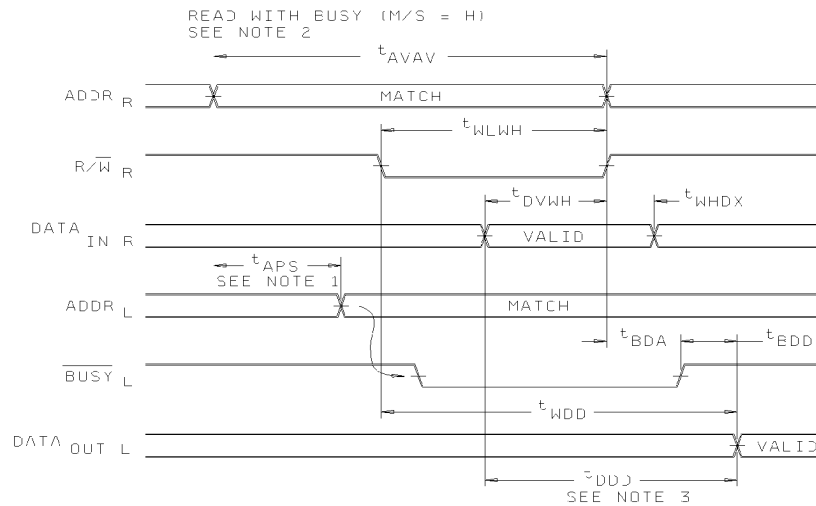 READ WITH BUSY (M/S = H)
SEE NOTE 2
tAVAV
ADDR R MATCH
tWLWH
R/W̅ R
tDVWH tWHDX
DATA IN R VALID
tAPS
SEE NOTE 1
ADDR L MATCH
tBDA tBDD
B̅U̅S̅Y̅ L
tWDD
DATA OUT L VALID
tDDD
SEE NOTE 3